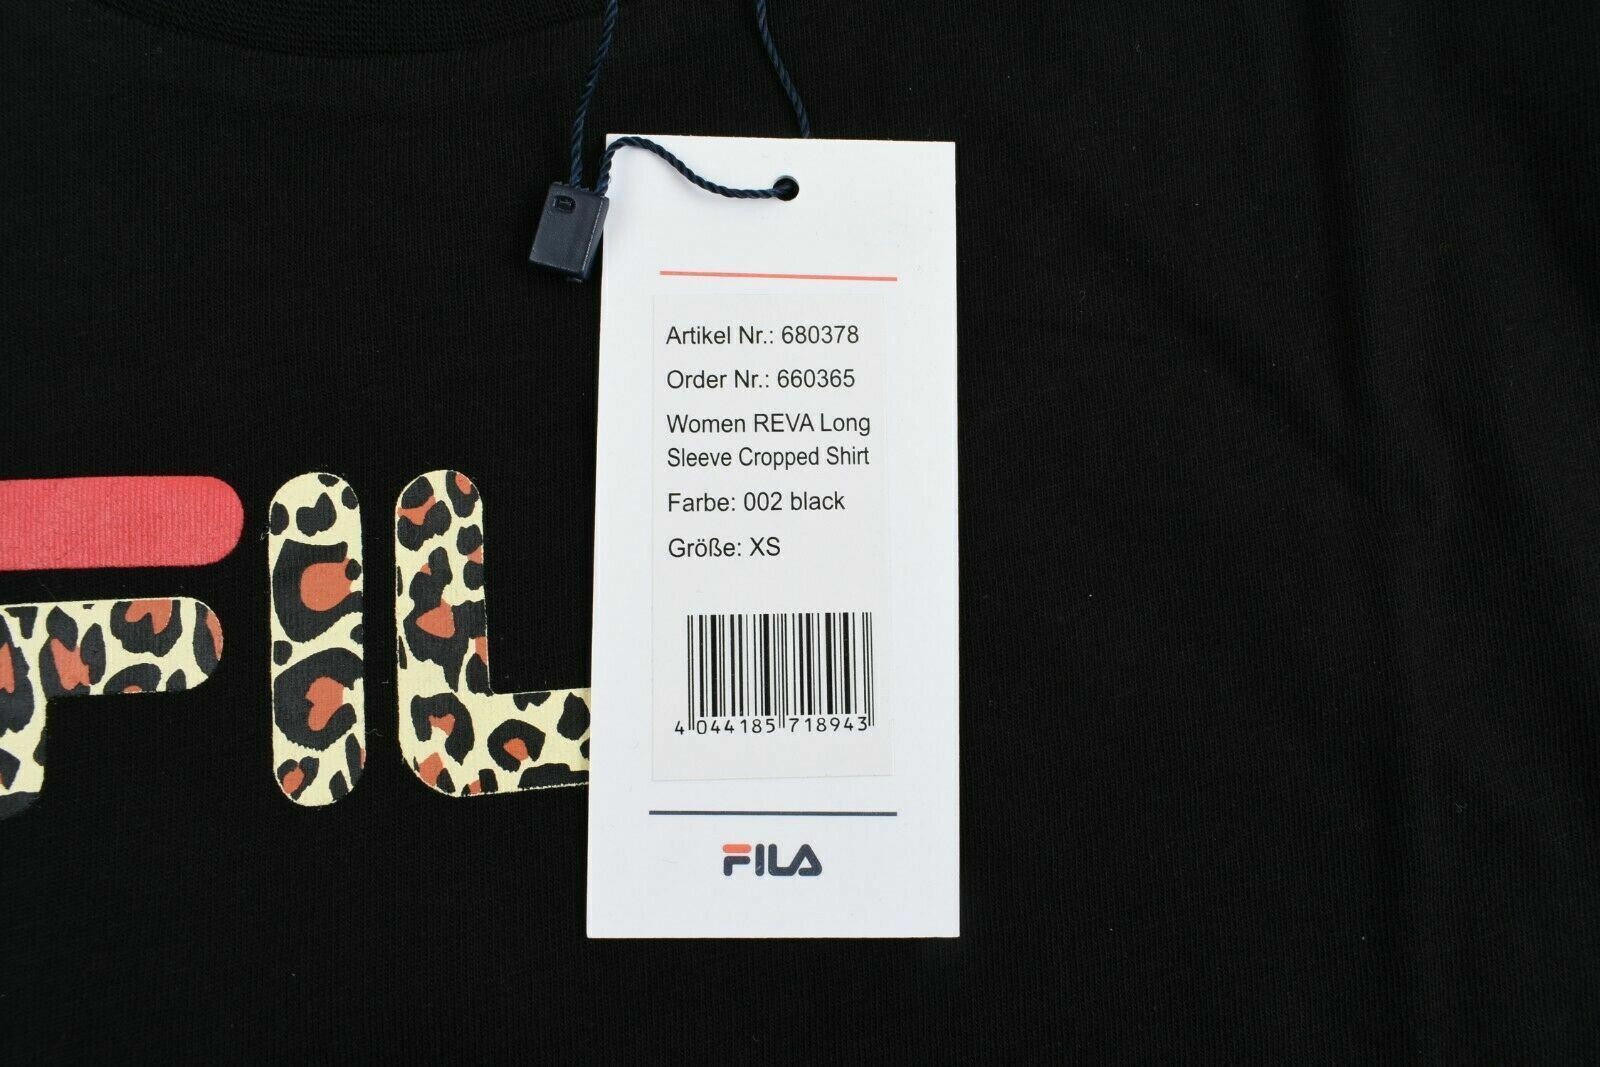 Artikel Nr.: 680378
Order Nr.: 660365
Women REVA Long
Sleeve Cropped Shirt
Farbe: 002 black
Größe: XS
4 044185 718943
FILA
FIL